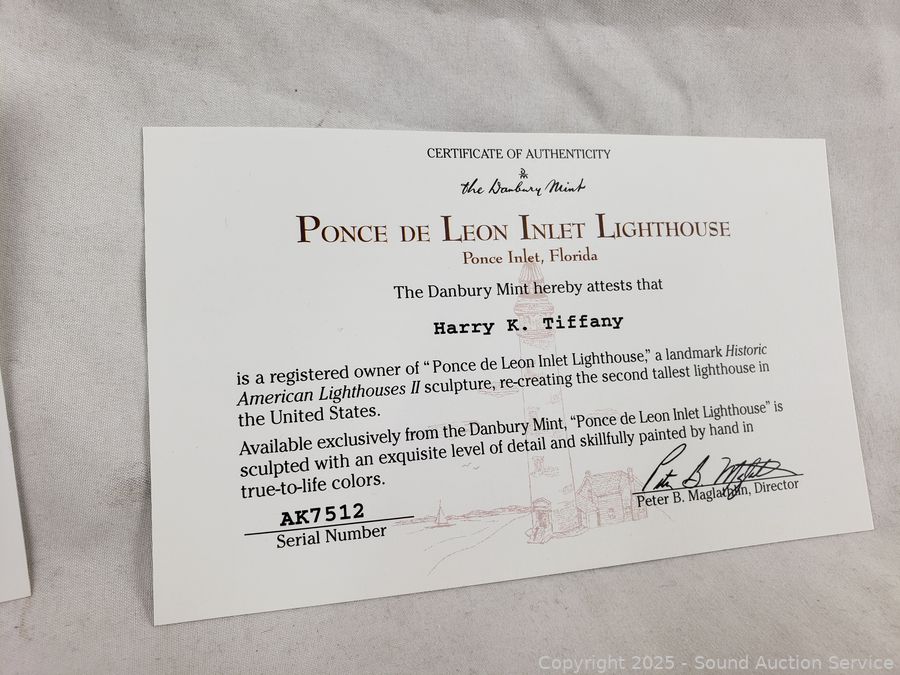 CERTIFICATE OF AUTHENTICITY
the Danbury Mint
PONCE DE LEON INLET LIGHTHOUSE
Ponce Inlet, Florida
The Danbury Mint hereby attests that
Harry K. Tiffany
is a registered owner of “Ponce de Leon Inlet Lighthouse,” a landmark Historic
American Lighthouses II sculpture, re-creating the second tallest lighthouse in
the United States.
Available exclusively from the Danbury Mint, “Ponce de Leon Inlet Lighthouse” is
sculpted with an exquisite level of detail and skillfully painted by hand in
true-to-life colors.
AK7512
Serial Number
Peter B. Maglathlin
Peter B. Maglathlin, Director
Copyright 2025 - Sound Auction Service